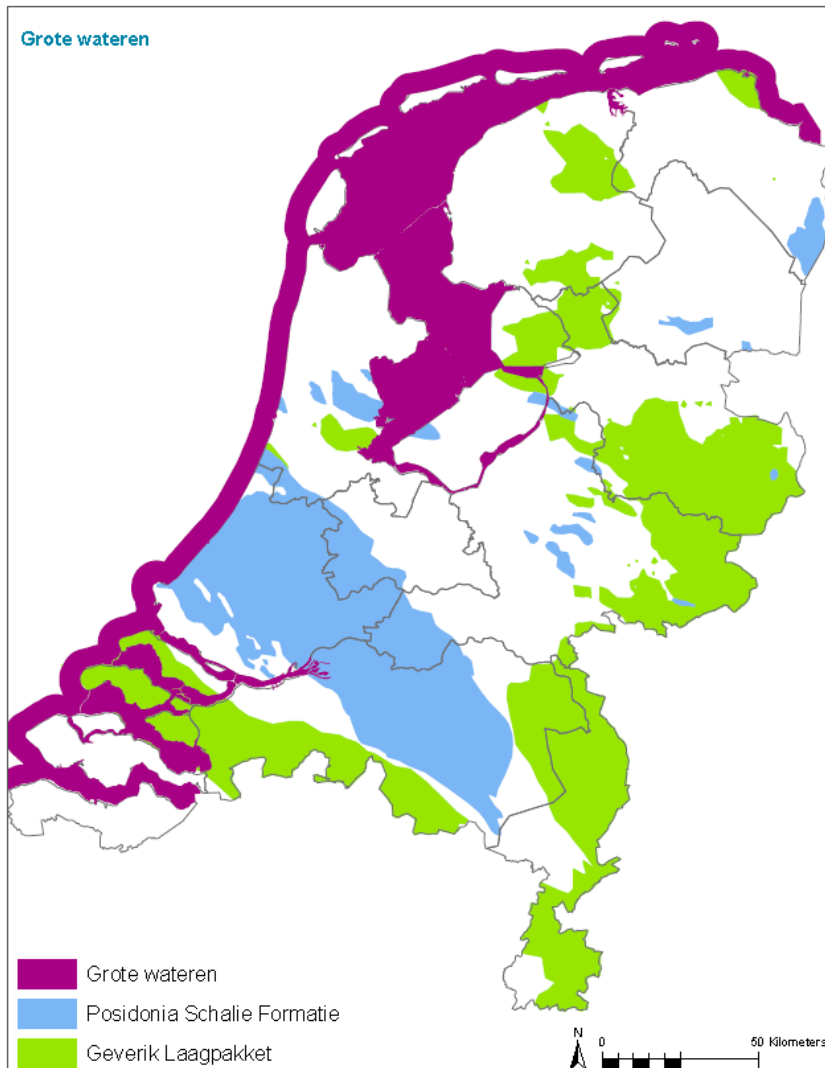 Grote wateren
Grote wateren
Posidonia Schalie Formatie
Geverik Laagpakket
N
0 50 Kilometers